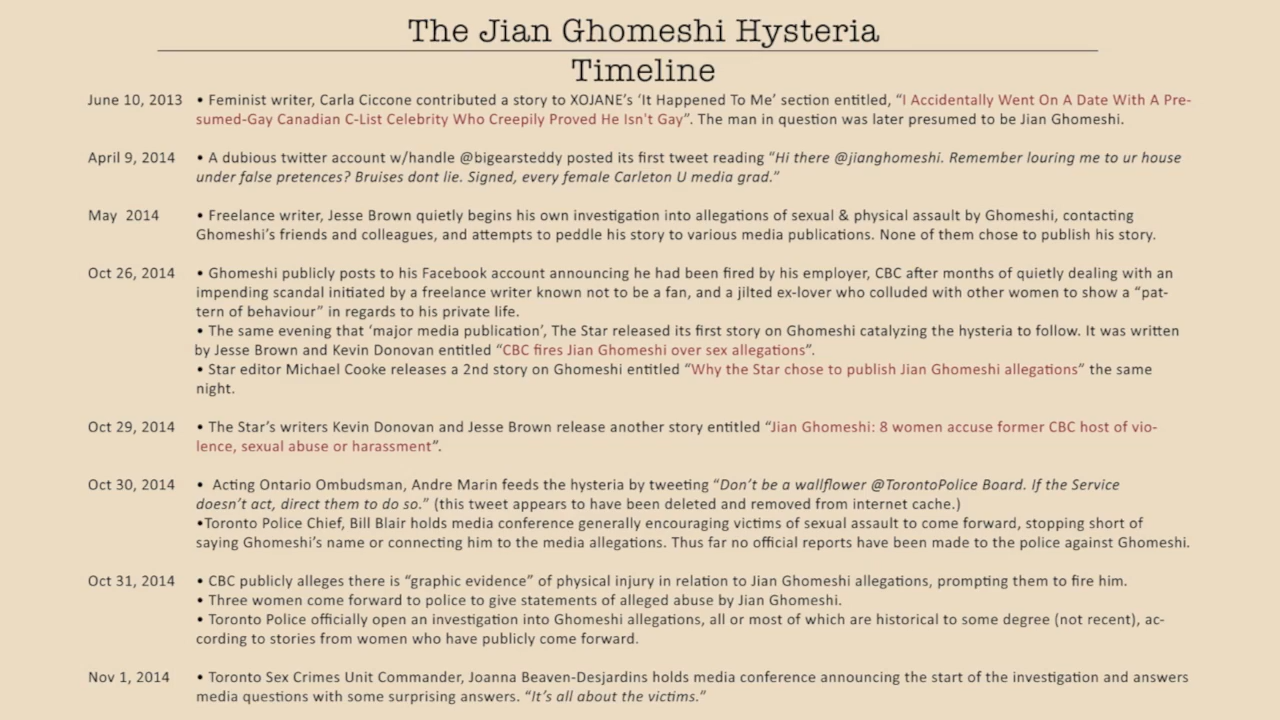 The Jian Ghomeshi Hysteria
Timeline
June 10, 2013 • Feminist writer, Carla Ciccone contributed a story to XOJANE's 'It Happened To Me' section entitled, "I Accidentally Went On A Date With A Pre-
sumed-Gay Canadian C-List Celebrity Who Creepily Proved He Isn't Gay". The man in question was later presumed to be Jian Ghomeshi.
April 9, 2014 • A dubious twitter account w/handle @bigearsteddy posted its first tweet reading "Hi there @jianghomeshi. Remember louring me to ur house
under false pretences? Bruises dont lie. Signed, every female Carleton U media grad."
May 2014 • Freelance writer, Jesse Brown quietly begins his own investigation into allegations of sexual & physical assault by Ghomeshi, contacting
Ghomeshi's friends and colleagues, and attempts to peddle his story to various media publications. None of them chose to publish his story.
Oct 26, 2014 • Ghomeshi publicly posts to his Facebook account announcing he had been fired by his employer, CBC after months of quietly dealing with an
impending scandal initiated by a freelance writer known not to be a fan, and a jilted ex-lover who colluded with other women to show a "pat-
tern of behaviour" in regards to his private life.
• The same evening that 'major media publication', The Star released its first story on Ghomeshi catalyzing the hysteria to follow. It was written
by Jesse Brown and Kevin Donovan entitled "CBC fires Jian Ghomeshi over sex allegations".
• Star editor Michael Cooke releases a 2nd story on Ghomeshi entitled "Why the Star chose to publish Jian Ghomeshi allegations" the same
night.
Oct 29, 2014 • The Star's writers Kevin Donovan and Jesse Brown release another story entitled "Jian Ghomeshi: 8 women accuse former CBC host of vio-
lence, sexual abuse or harassment".
Oct 30, 2014 • Acting Ontario Ombudsman, Andre Marin feeds the hysteria by tweeting "Don't be a wallflower @TorontoPolice Board. If the Service
doesn't act, direct them to do so." (this tweet appears to have been deleted and removed from internet cache.)
•Toronto Police Chief, Bill Blair holds media conference generally encouraging victims of sexual assault to come forward, stopping short of
saying Ghomeshi's name or connecting him to the media allegations. Thus far no official reports have been made to the police against Ghomeshi.
Oct 31, 2014 • CBC publicly alleges there is "graphic evidence" of physical injury in relation to Jian Ghomeshi allegations, prompting them to fire him.
• Three women come forward to police to give statements of alleged abuse by Jian Ghomeshi.
• Toronto Police officially open an investigation into Ghomeshi allegations, all or most of which are historical to some degree (not recent), ac-
cording to stories from women who have publicly come forward.
Nov 1, 2014 • Toronto Sex Crimes Unit Commander, Joanna Beaven-Desjardins holds media conference announcing the start of the investigation and answers
media questions with some surprising answers. "It's all about the victims."